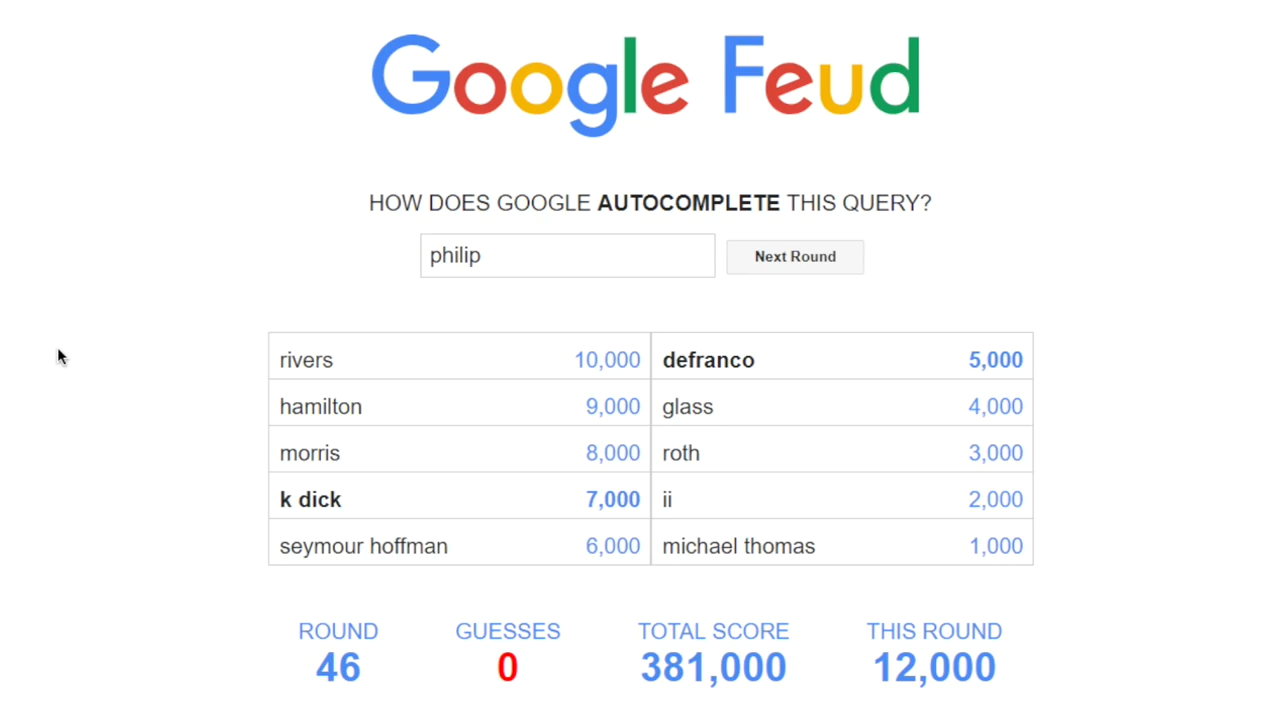 Google Feud
HOW DOES GOOGLE AUTOCOMPLETE THIS QUERY?
philip
Next Round
rivers 10,000 defranco 5,000
hamilton 9,000 glass 4,000
morris 8,000 roth 3,000
k dick 7,000 ii 2,000
seymour hoffman 6,000 michael thomas 1,000
ROUND GUESSES TOTAL SCORE THIS ROUND
46 0 381,000 12,000